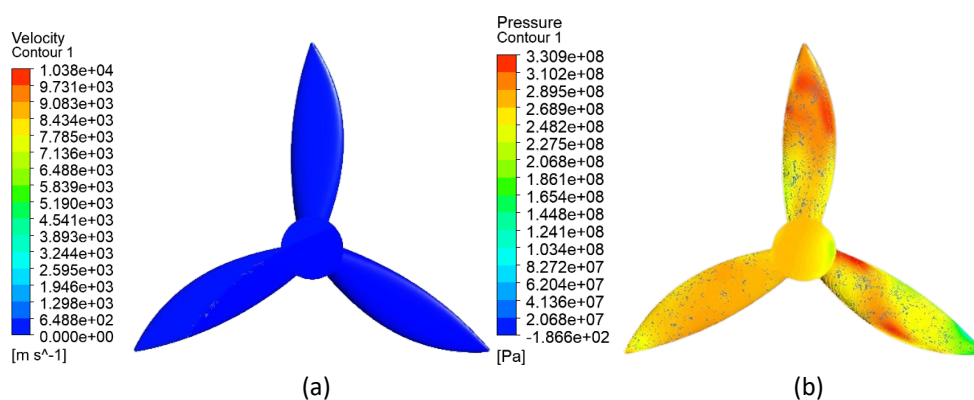 Velocity
Contour 1
1.038e+04
9.731e+03
9.083e+03
8.434e+03
7.785e+03
7.136e+03
6.488e+03
5.839e+03
5.190e+03
4.541e+03
3.893e+03
3.244e+03
2.595e+03
1.946e+03
1.298e+03
6.488e+02
0.000e+00
[m s^-1]
(a)
Pressure
Contour 1
3.309e+08
3.102e+08
2.895e+08
2.689e+08
2.482e+08
2.275e+08
2.068e+08
1.861e+08
1.654e+08
1.448e+08
1.241e+08
1.034e+08
8.272e+07
6.204e+07
4.136e+07
2.068e+07
-1.866e+02
[Pa]
(b)